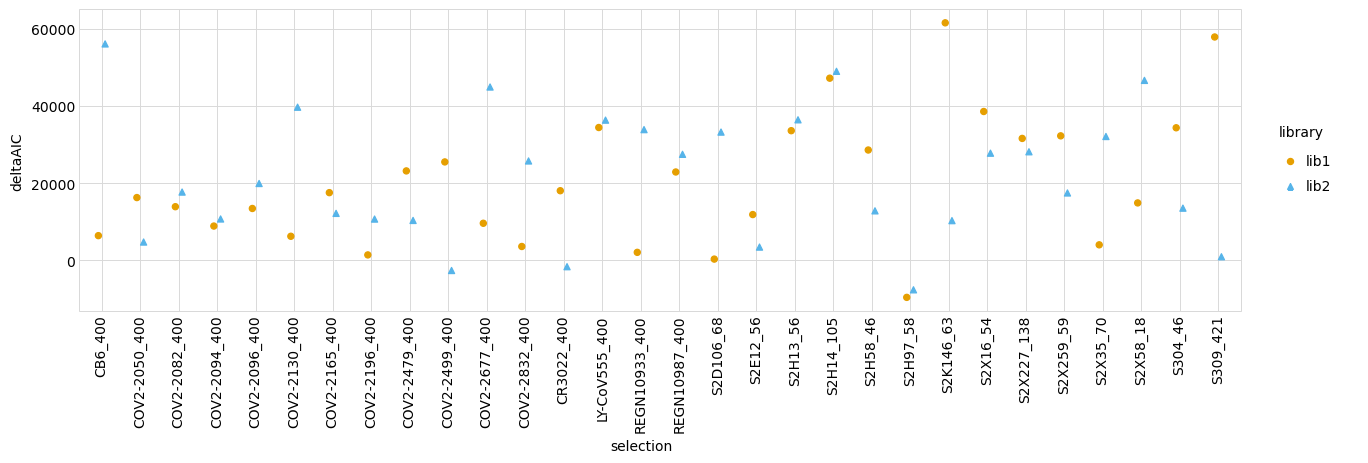 60000
40000
20000
0
deltaAIC
CB6_400
COV2-2050_400
COV2-2082_400
COV2-2094_400
COV2-2096_400
COV2-2130_400
COV2-2165_400
COV2-2196_400
COV2-2479_400
COV2-2499_400
COV2-2677_400
COV2-2832_400
CR3022_400
LY-CoV555_400
REGN10933_400
REGN10987_400
S2D106_68
S2E12_56
S2H13_56
S2H14_105
S2H58_46
S2H97_58
S2K146_63
S2X16_54
S2X227_138
S2X259_59
S2X35_70
S2X58_18
S304_46
S309_421
selection
library
lib1
lib2